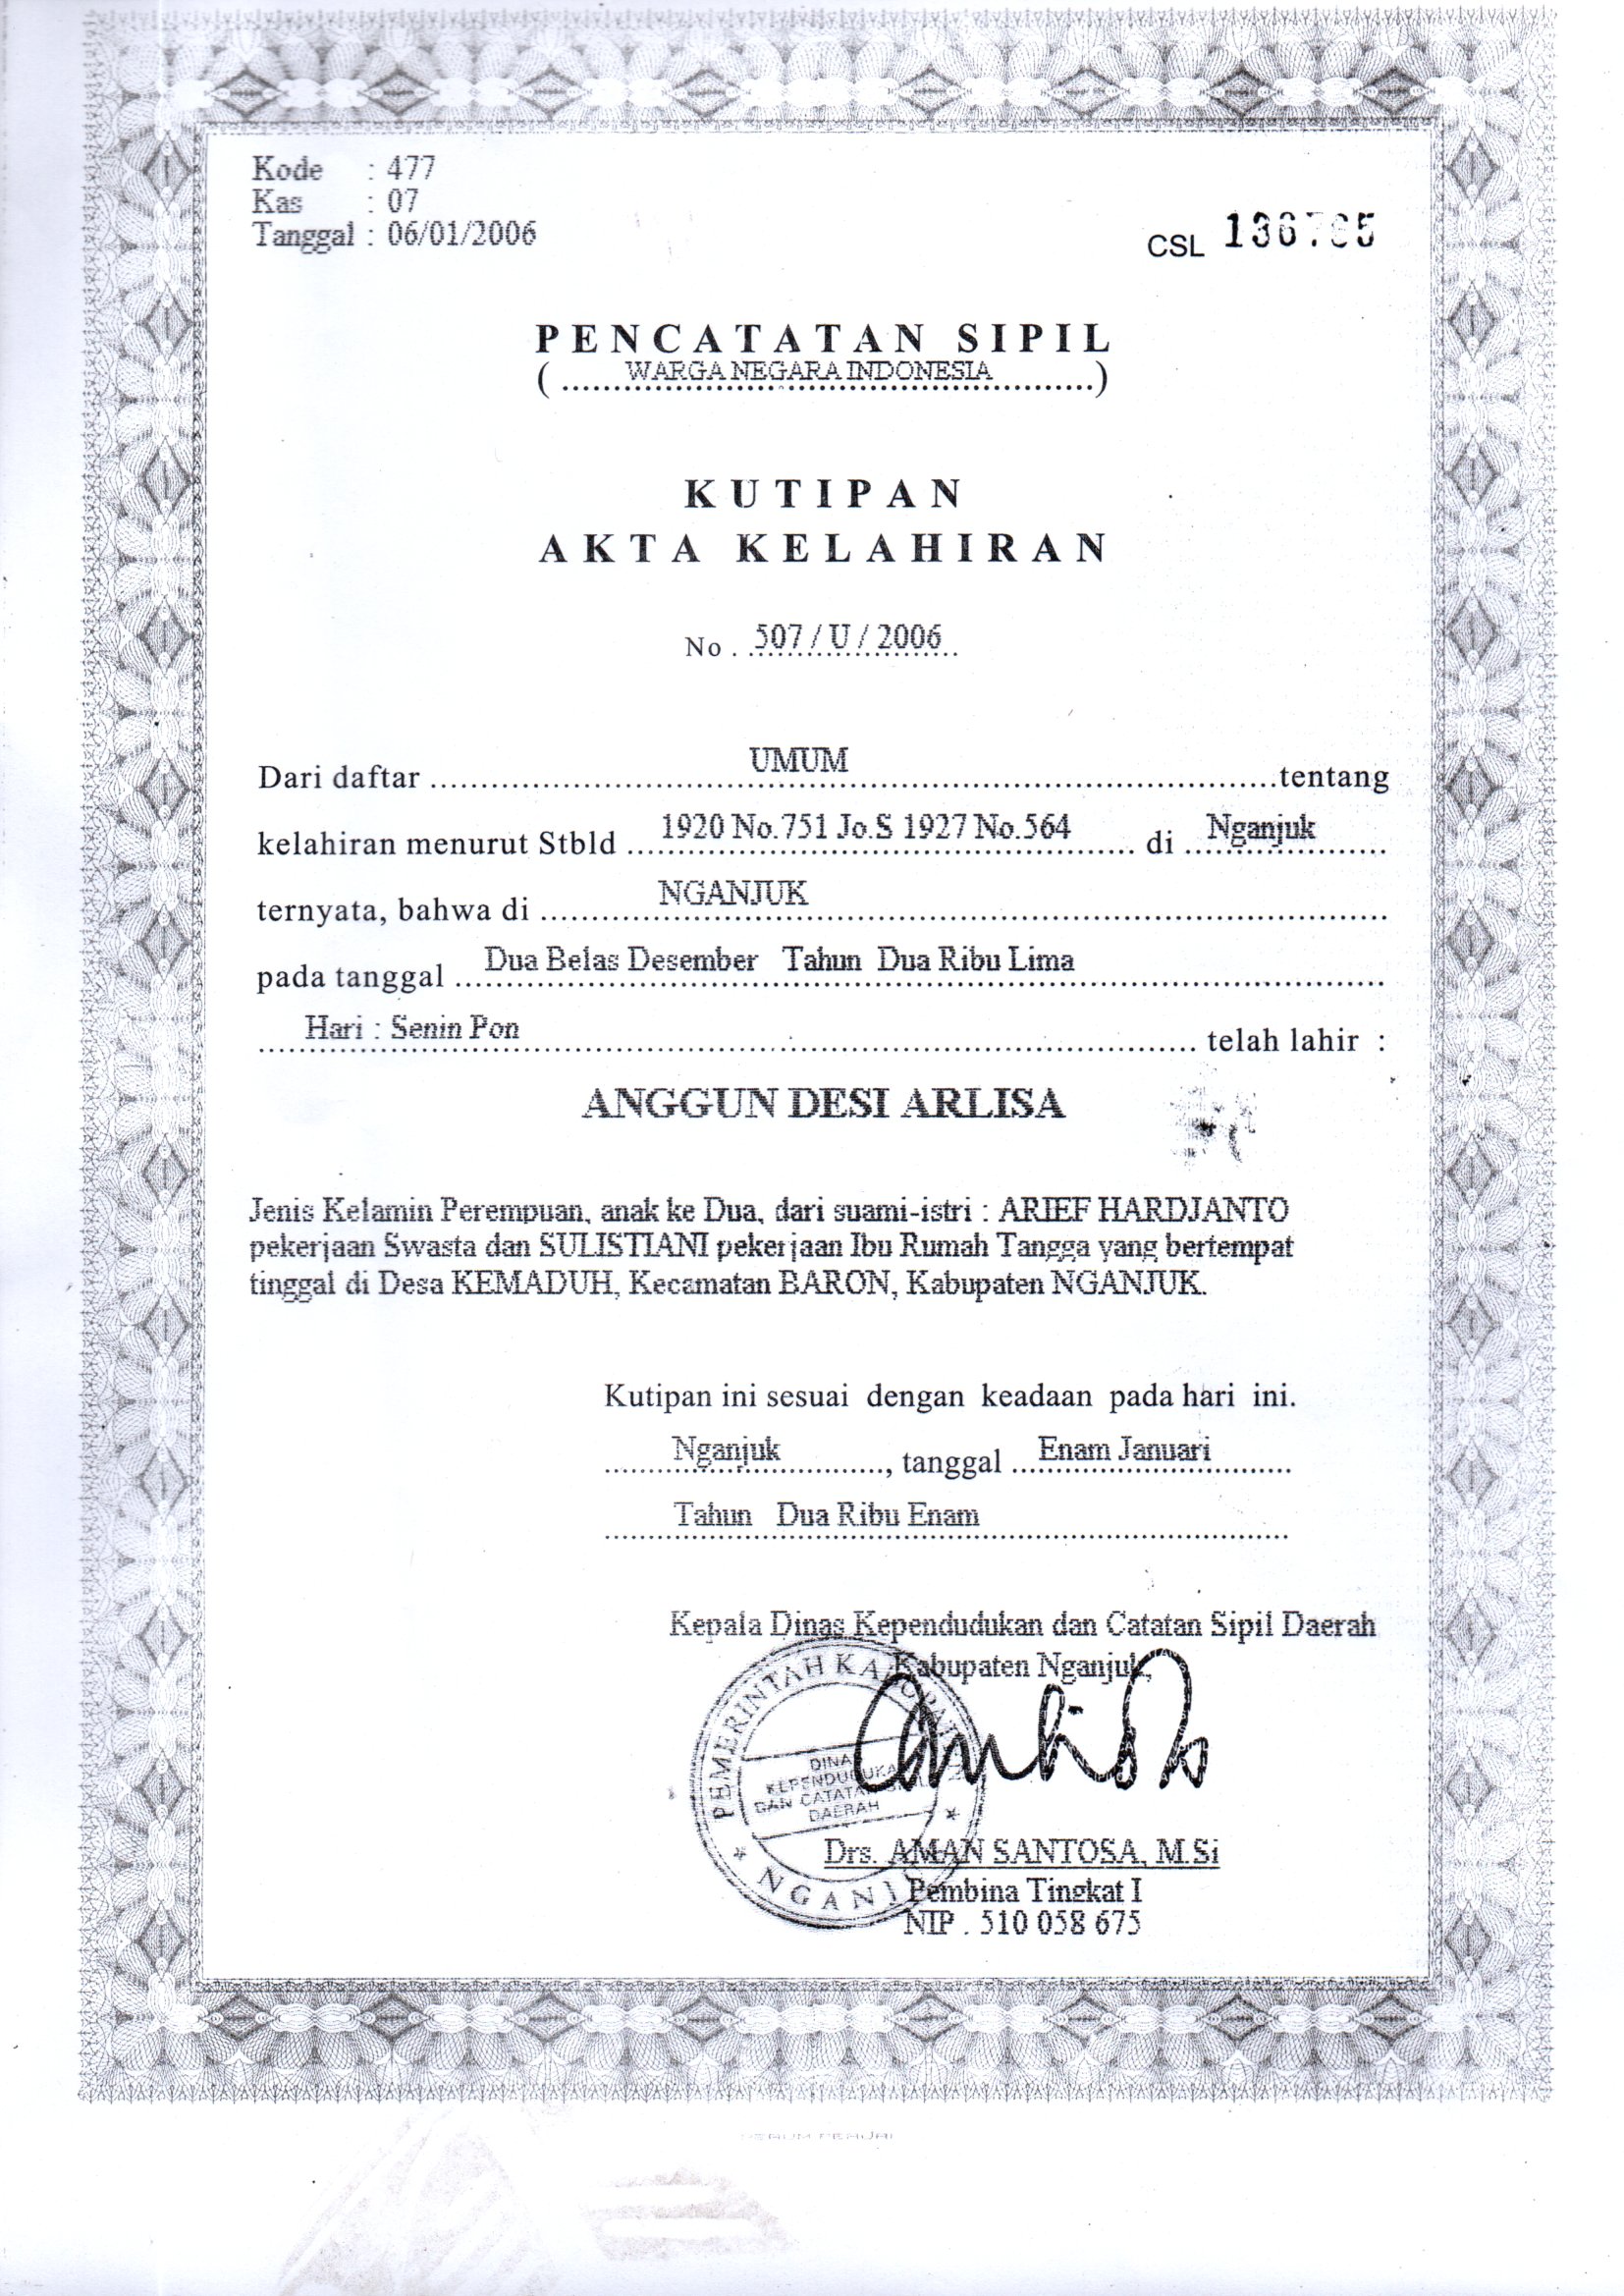 Kode : 477
Kas : 07
Tanggal : 06/01/2006
CSL
PENCATATAN SIPIL
( WARGA NEGARA INDONESIA )
KUTIPAN
AKTA KELAHIRAN
No . 507 / U / 2006
Dari daftar UMUM tentang
kelahiran menurut Stbld 1920 No.751 Jo.S 1927 No.564 di Nganjuk
ternyata, bahwa di NGANJUK
pada tanggal Dua Belas Desember Tahun Dua Ribu Lima
Hari : Senin Pon telah lahir :
ANGGUN DESI ARLISA
Jenis Kelamin Perempuan, anak ke Dua, dari suami-istri : ARIEF HARDJANTO
pekerjaan Swasta dan SULISTIANI pekerjaan Ibu Rumah Tangga yang bertempat
tinggal di Desa KEMADUH, Kecamatan BARON, Kabupaten NGANJUK.
Kutipan ini sesuai dengan keadaan pada hari ini.
Nganjuk, tanggal Enam Januari
Tahun Dua Ribu Enam
Kepala Dinas Kependudukan dan Catatan Sipil Daerah
Kabupaten Nganjuk,
PEMERINTAH
DAN CATATAN
DAERAH
Drs. AMAN SANTOSA, M.Si
Pembina Tingkat I
NIP . 510 058 675